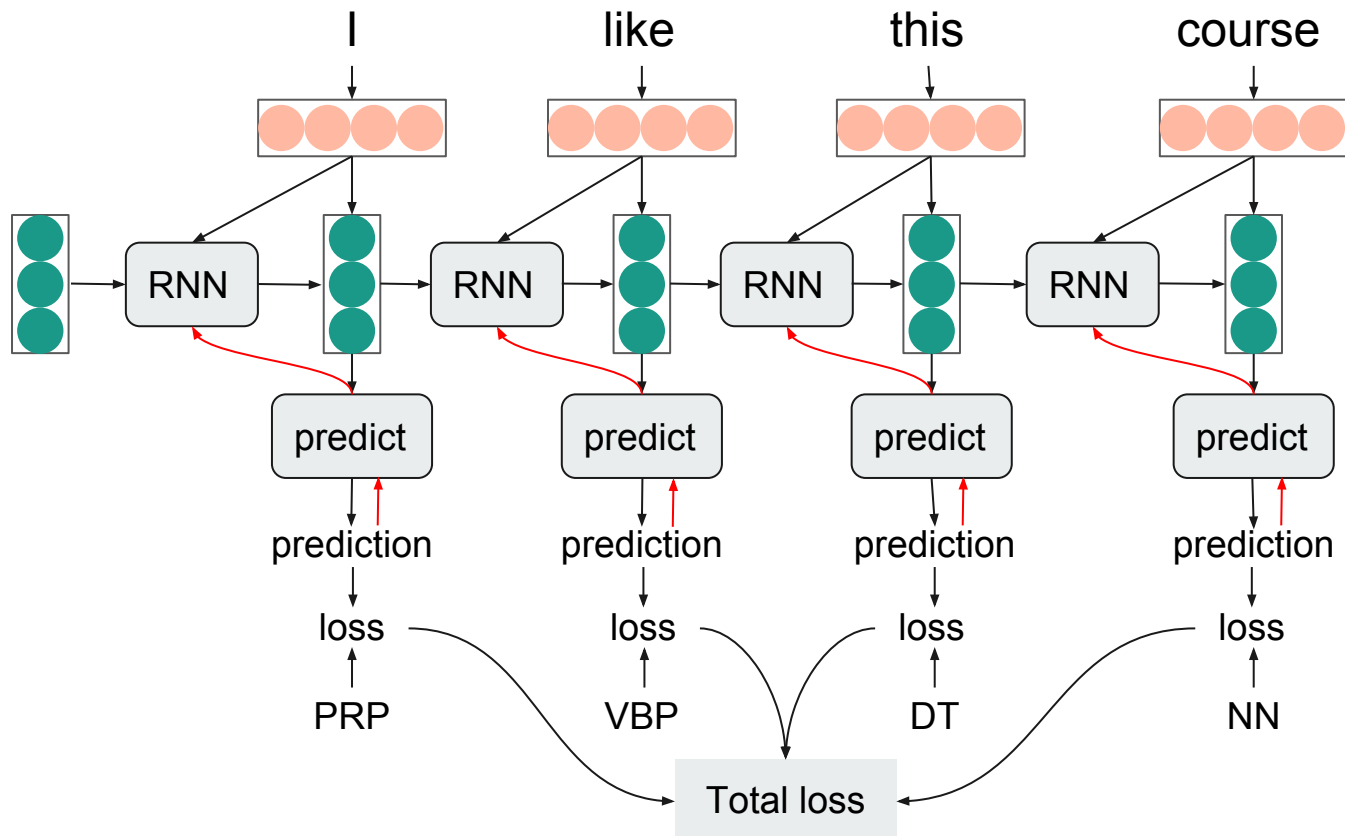 I like this course
RNN RNN RNN RNN
predict predict predict predict
prediction prediction prediction prediction
loss loss loss loss
PRP VBP DT NN
Total loss